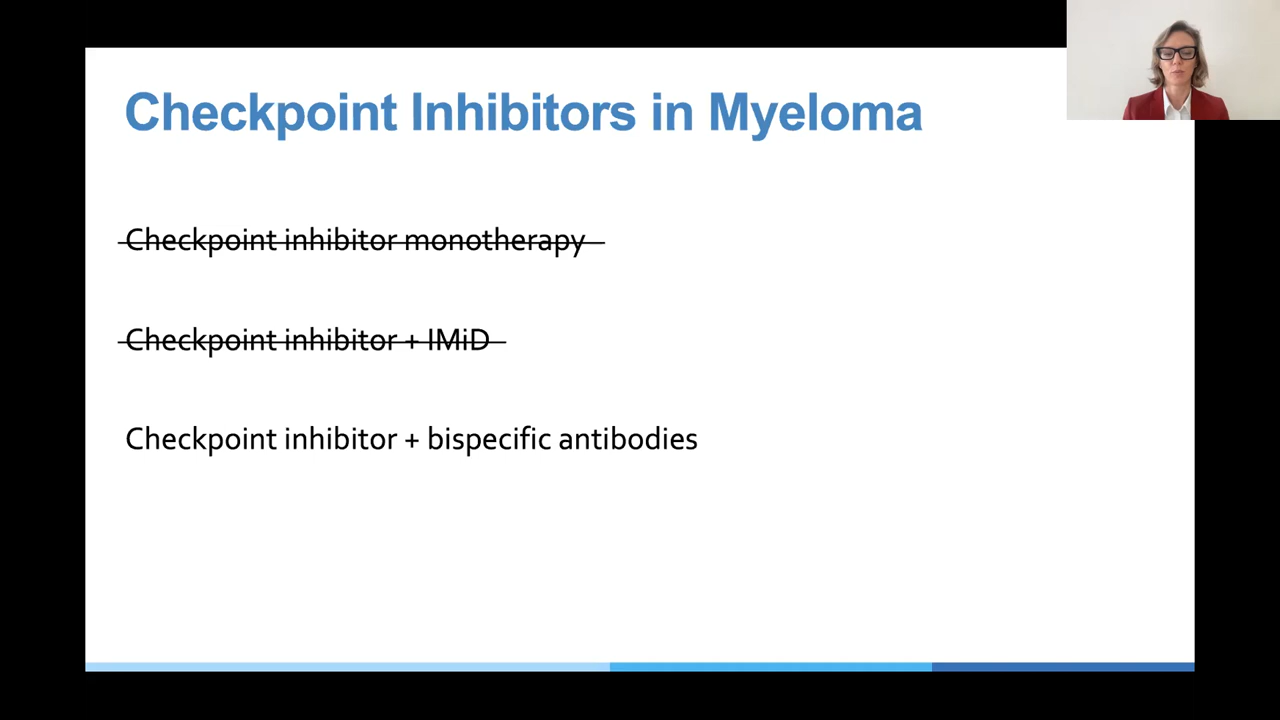 Checkpoint Inhibitors in Myeloma
Checkpoint inhibitor monotherapy
Checkpoint inhibitor + IMiD
Checkpoint inhibitor + bispecific antibodies